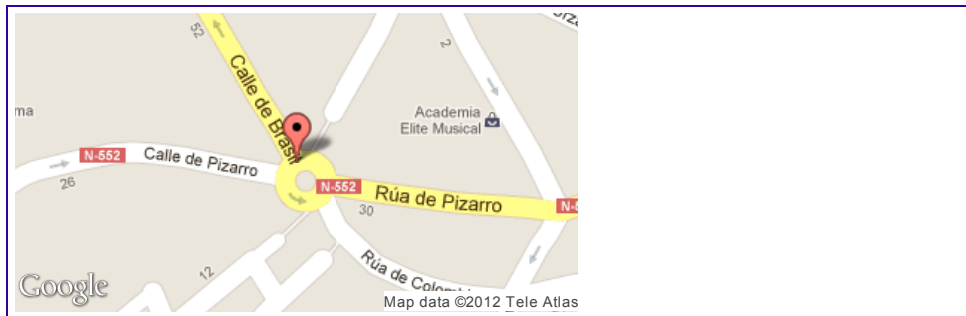 52
2
Calle de Brasil
ma
Academia
Elite Musical
N-552
Calle de Pizarro
26
N-552
Rúa de Pizarro
30
12
Rúa de Colombia
Google
Map data ©2012 Tele Atlas